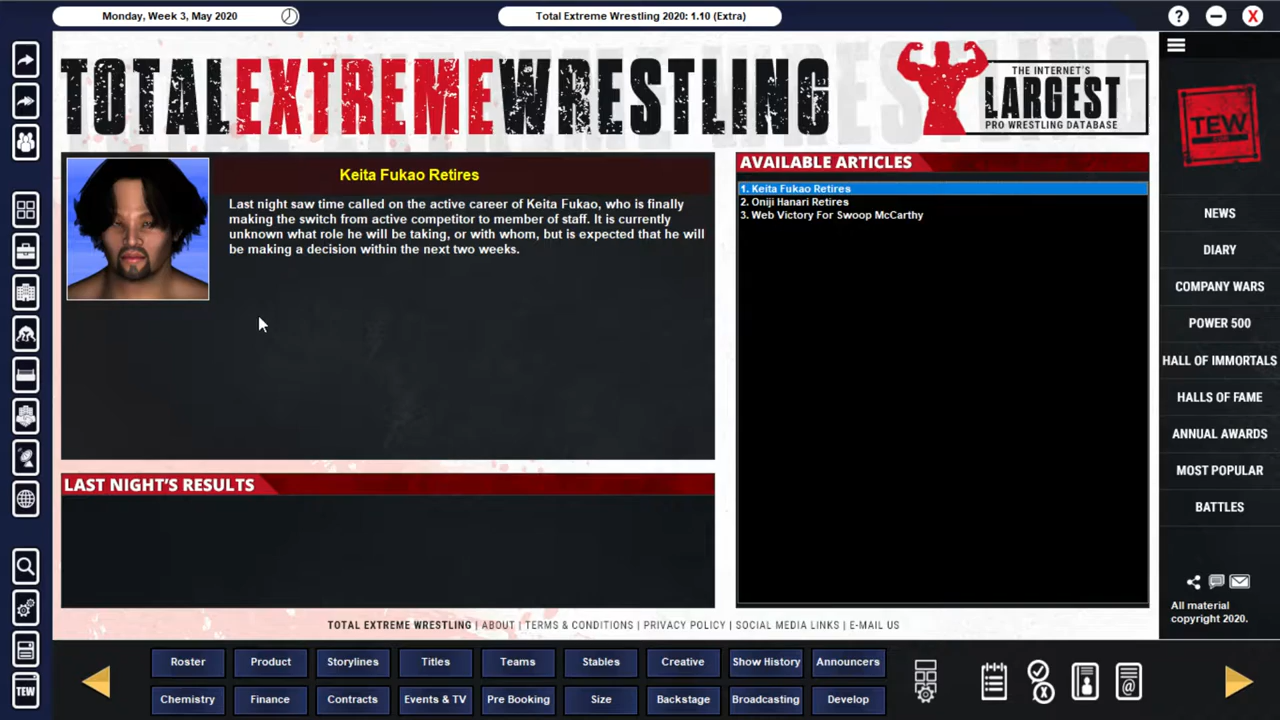 Monday, Week 3, May 2020
Total Extreme Wrestling 2020: 1.10 (Extra)
?
X
TOTALEXTREMEWRESTLING
THE INTERNET'S
LARGEST
PRO WRESTLING DATABASE
TEW
Keita Fukao Retires
Last night saw time called on the active career of Keita Fukao, who is finally
making the switch from active competitor to member of staff. It is currently
unknown what role he will be taking, or with whom, but is expected that he will
be making a decision within the next two weeks.
AVAILABLE ARTICLES
1. Keita Fukao Retires
2. Oniji Hanari Retires
3. Web Victory For Swoop McCarthy
LAST NIGHT'S RESULTS
NEWS
DIARY
COMPANY WARS
POWER 500
HALL OF IMMORTALS
HALLS OF FAME
ANNUAL AWARDS
MOST POPULAR
BATTLES
All material
copyright 2020.
TOTAL EXTREME WRESTLING | ABOUT | TERMS & CONDITIONS | PRIVACY POLICY | SOCIAL MEDIA LINKS | E-MAIL US
TEW
Roster Product Storylines Titles Teams Stables Creative Show History Announcers
Chemistry Finance Contracts Events & TV Pre Booking Size Backstage Broadcasting Develop